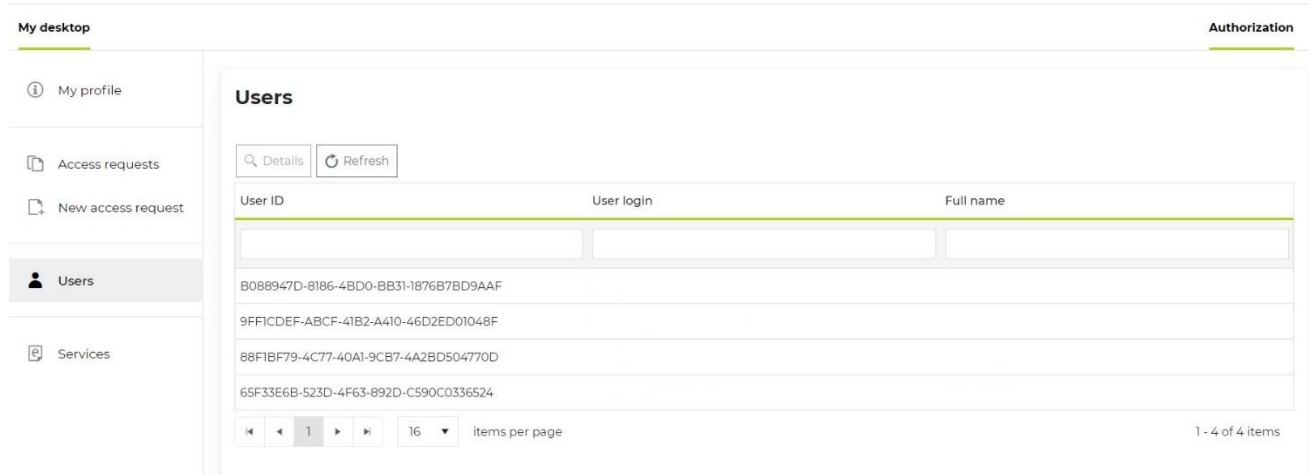 My desktop Authorization
My profile
Access requests
New access request
Users
Services
Users
Details Refresh
User ID User login Full name
B088947D-8186-4BD0-BB31-1876B7BD9AAF
9FF1CDEF-ABCF-41B2-A410-46D2ED01048F
88F1BF79-4C77-40A1-9CB7-4A2BD504770D
65F33E6B-523D-4F63-892D-C590C0336524
1 16 items per page 1 - 4 of 4 items